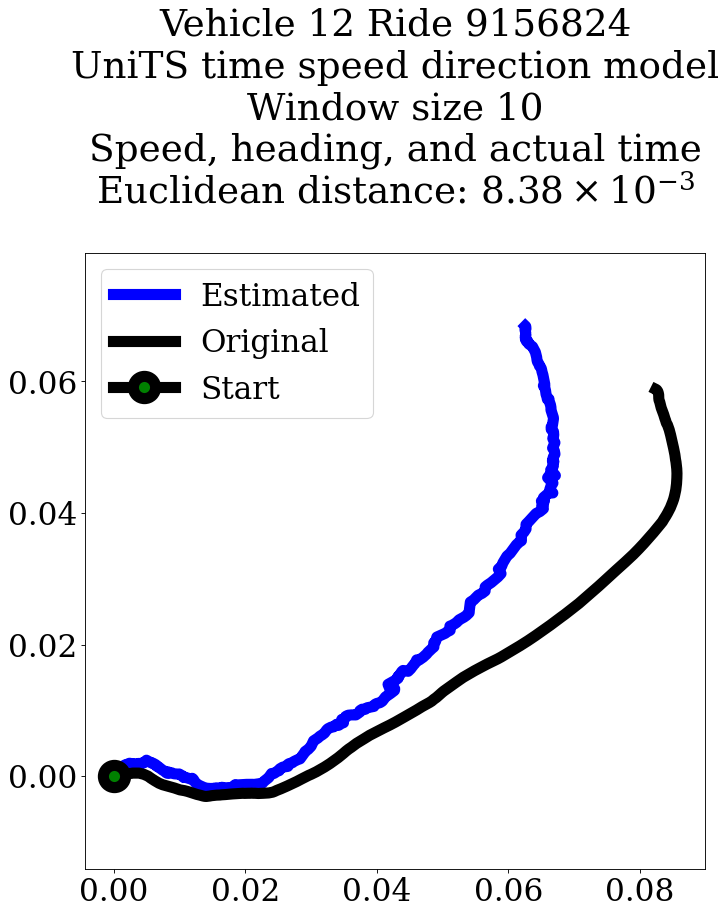 Vehicle 12 Ride 9156824
UniTS time speed direction model
Window size 10
Speed, heading, and actual time
Euclidean distance: 8.38 × 10⁻³
Estimated
Original
Start
0.06
0.04
0.02
0.00
0.00 0.02 0.04 0.06 0.08